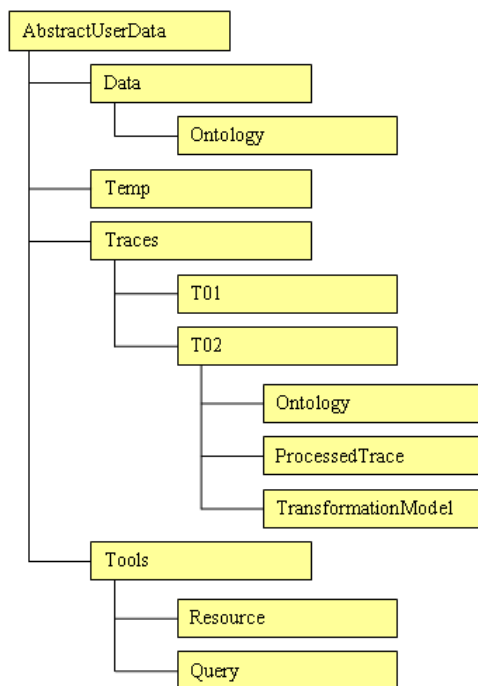 AbstractUserData
Data
Ontology
Temp
Traces
T01
T02
Ontology
ProcessedTrace
TransformationModel
Tools
Resource
Query